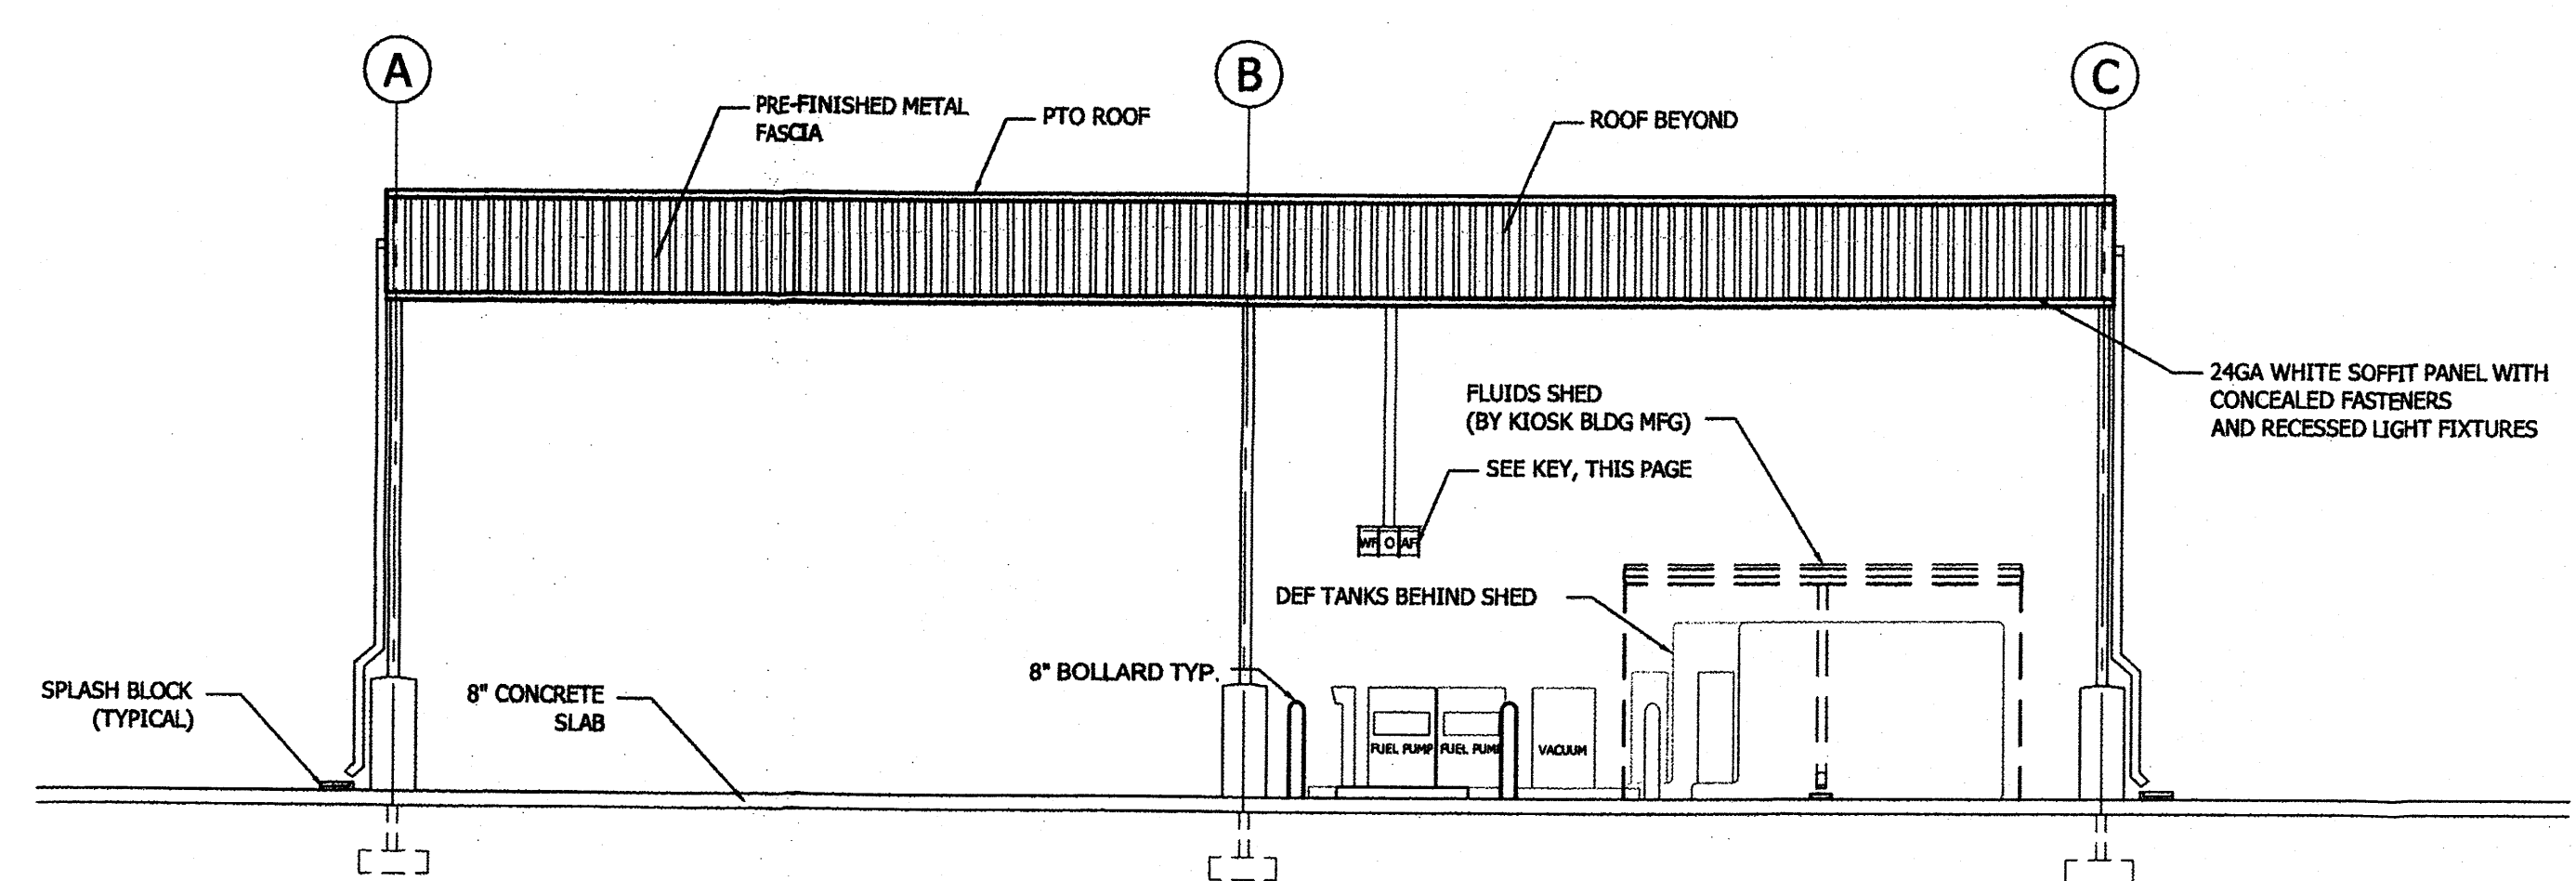 A
B
C
PRE-FINISHED METAL
FASCIA
PTO ROOF
ROOF BEYOND
24GA WHITE SOFFIT PANEL WITH
CONCEALED FASTENERS
AND RECESSED LIGHT FIXTURES
FLUIDS SHED
(BY KIOSK BLDG MFG)
SEE KEY, THIS PAGE
WF O AF
DEF TANKS BEHIND SHED
8" BOLLARD TYP.
SPLASH BLOCK
(TYPICAL)
8" CONCRETE
SLAB
FUEL PUMP
FUEL PUMP
VACUUM